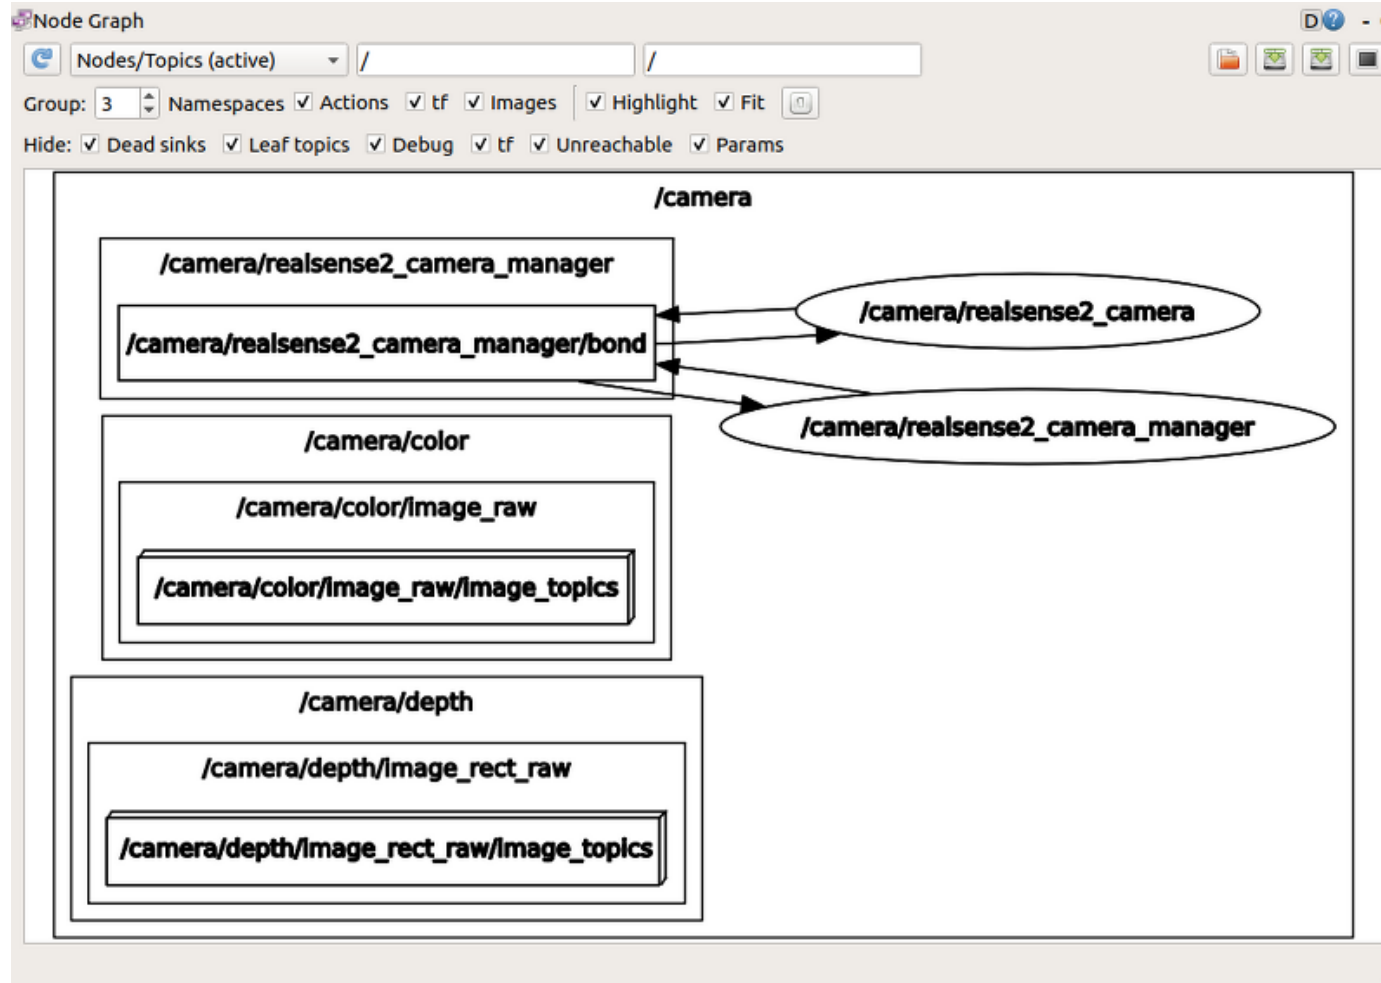 Node Graph D ? -
Nodes/Topics (active) / /
Group: 3 Namespaces Actions tf Images Highlight Fit
Hide: Dead sinks Leaf topics Debug tf Unreachable Params
/camera
/camera/realsense2_camera_manager
/camera/realsense2_camera_manager/bond
/camera/realsense2_camera
/camera/realsense2_camera_manager
/camera/color
/camera/color/image_raw
/camera/color/image_raw/image_topics
/camera/depth
/camera/depth/image_rect_raw
/camera/depth/image_rect_raw/image_topics